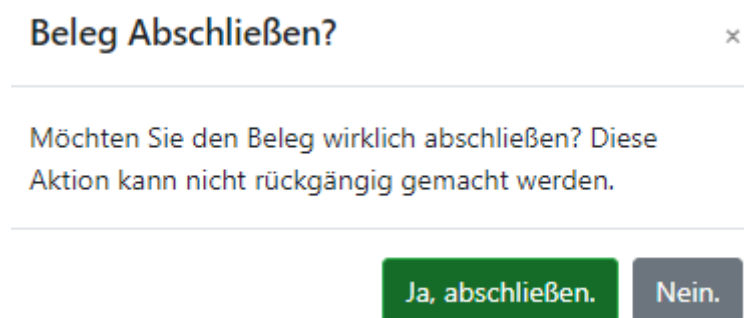 Beleg Abschließen?
×
Möchten Sie den Beleg wirklich abschließen? Diese
Aktion kann nicht rückgängig gemacht werden.
Ja, abschließen.
Nein.